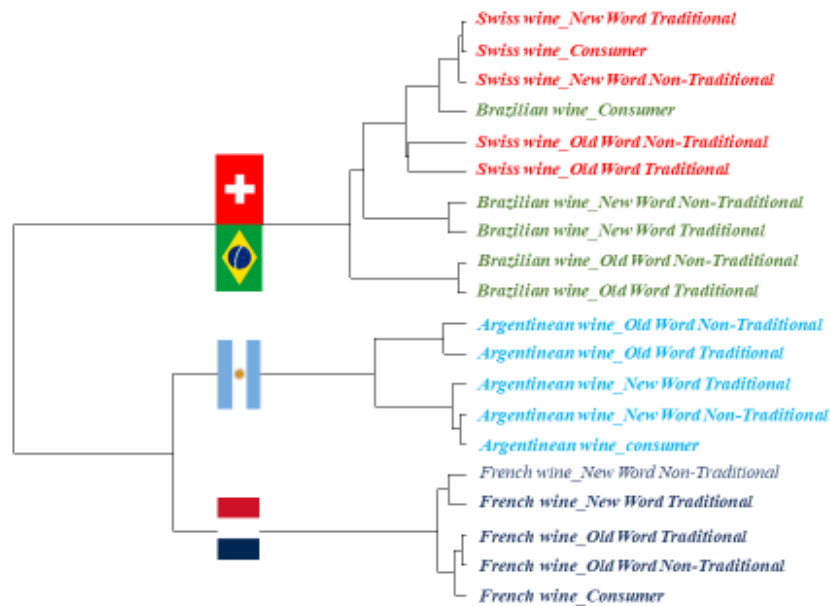 Swiss wine_New Word Traditional
Swiss wine_Consumer
Swiss wine_New Word Non-Traditional
Brazilian wine_Consumer
Swiss wine_Old Word Non-Traditional
Swiss wine_Old Word Traditional
Brazilian wine_New Word Non-Traditional
Brazilian wine_New Word Traditional
Brazilian wine_Old Word Non-Traditional
Brazilian wine_Old Word Traditional
Argentinean wine_Old Word Non-Traditional
Argentinean wine_Old Word Traditional
Argentinean wine_New Word Traditional
Argentinean wine_New Word Non-Traditional
Argentinean wine_consumer
French wine_New Word Non-Traditional
French wine_New Word Traditional
French wine_Old Word Traditional
French wine_Old Word Non-Traditional
French wine_Consumer